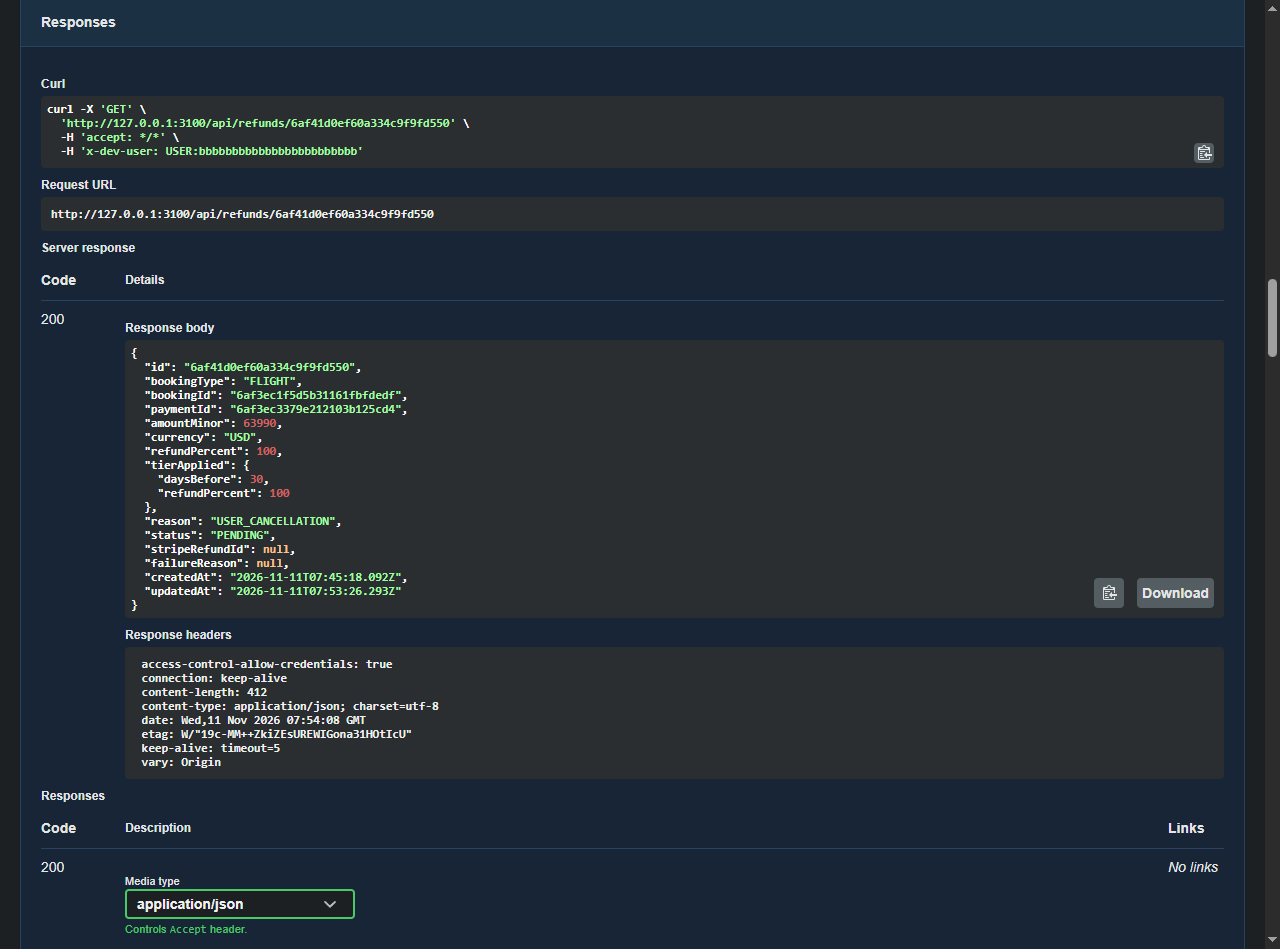 Responses
Curl
curl -X 'GET' \
  'http://127.0.0.1:3100/api/refunds/6af41d0ef60a334c9f9fd550' \
  -H 'accept: */*' \
  -H 'x-dev-user: USER:bbbbbbbbbbbbbbbbbbbbbbbb'
Request URL
http://127.0.0.1:3100/api/refunds/6af41d0ef60a334c9f9fd550
Server response
Code Details
200
Response body
{
  "id": "6af41d0ef60a334c9f9fd550",
  "bookingType": "FLIGHT",
  "bookingId": "6af3ec1f5d5b31161fbfdedf",
  "paymentId": "6af3ec3379e212103b125cd4",
  "amountMinor": 63990,
  "currency": "USD",
  "refundPercent": 100,
  "tierApplied": {
    "daysBefore": 30,
    "refundPercent": 100
  },
  "reason": "USER_CANCELLATION",
  "status": "PENDING",
  "stripeRefundId": null,
  "failureReason": null,
  "createdAt": "2026-11-11T07:45:18.092Z",
  "updatedAt": "2026-11-11T07:53:26.293Z"
}
Download
Response headers
access-control-allow-credentials: true
connection: keep-alive
content-length: 412
content-type: application/json; charset=utf-8
date: Wed,11 Nov 2026 07:54:08 GMT
etag: W/"19c-MM++ZkiZEsUREWIGona31HOtIcU"
keep-alive: timeout=5
vary: Origin
Responses
Code Description Links
200 No links
Media type
application/json
Controls Accept header.